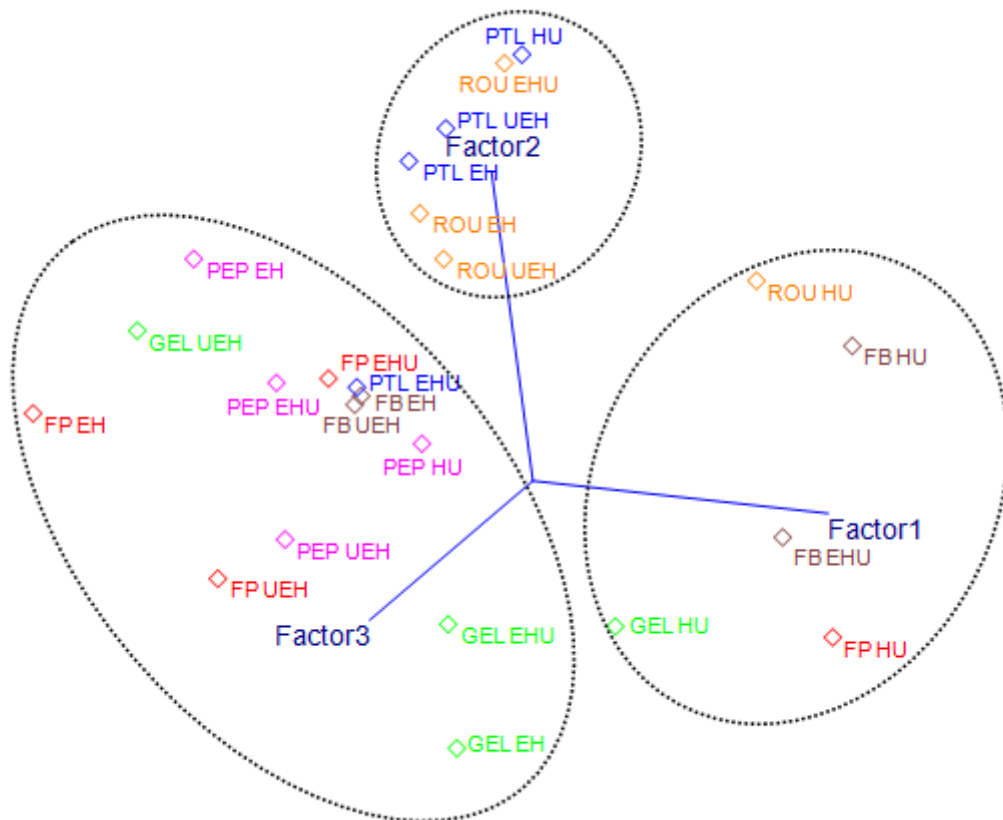 PTL HU
ROU EHU
PTL UEH
Factor2
PTL EH
ROU EH
ROU UEH
PEP EH
GEL UEH
ROU HU
FB HU
FP EHU
PTL EHU
FB EH
PEP EHU
FB UEH
FP EH
PEP HU
Factor1
PEP UEH
FB EHU
FP UEH
Factor3
GEL EHU
GEL HU
FP HU
GEL EH